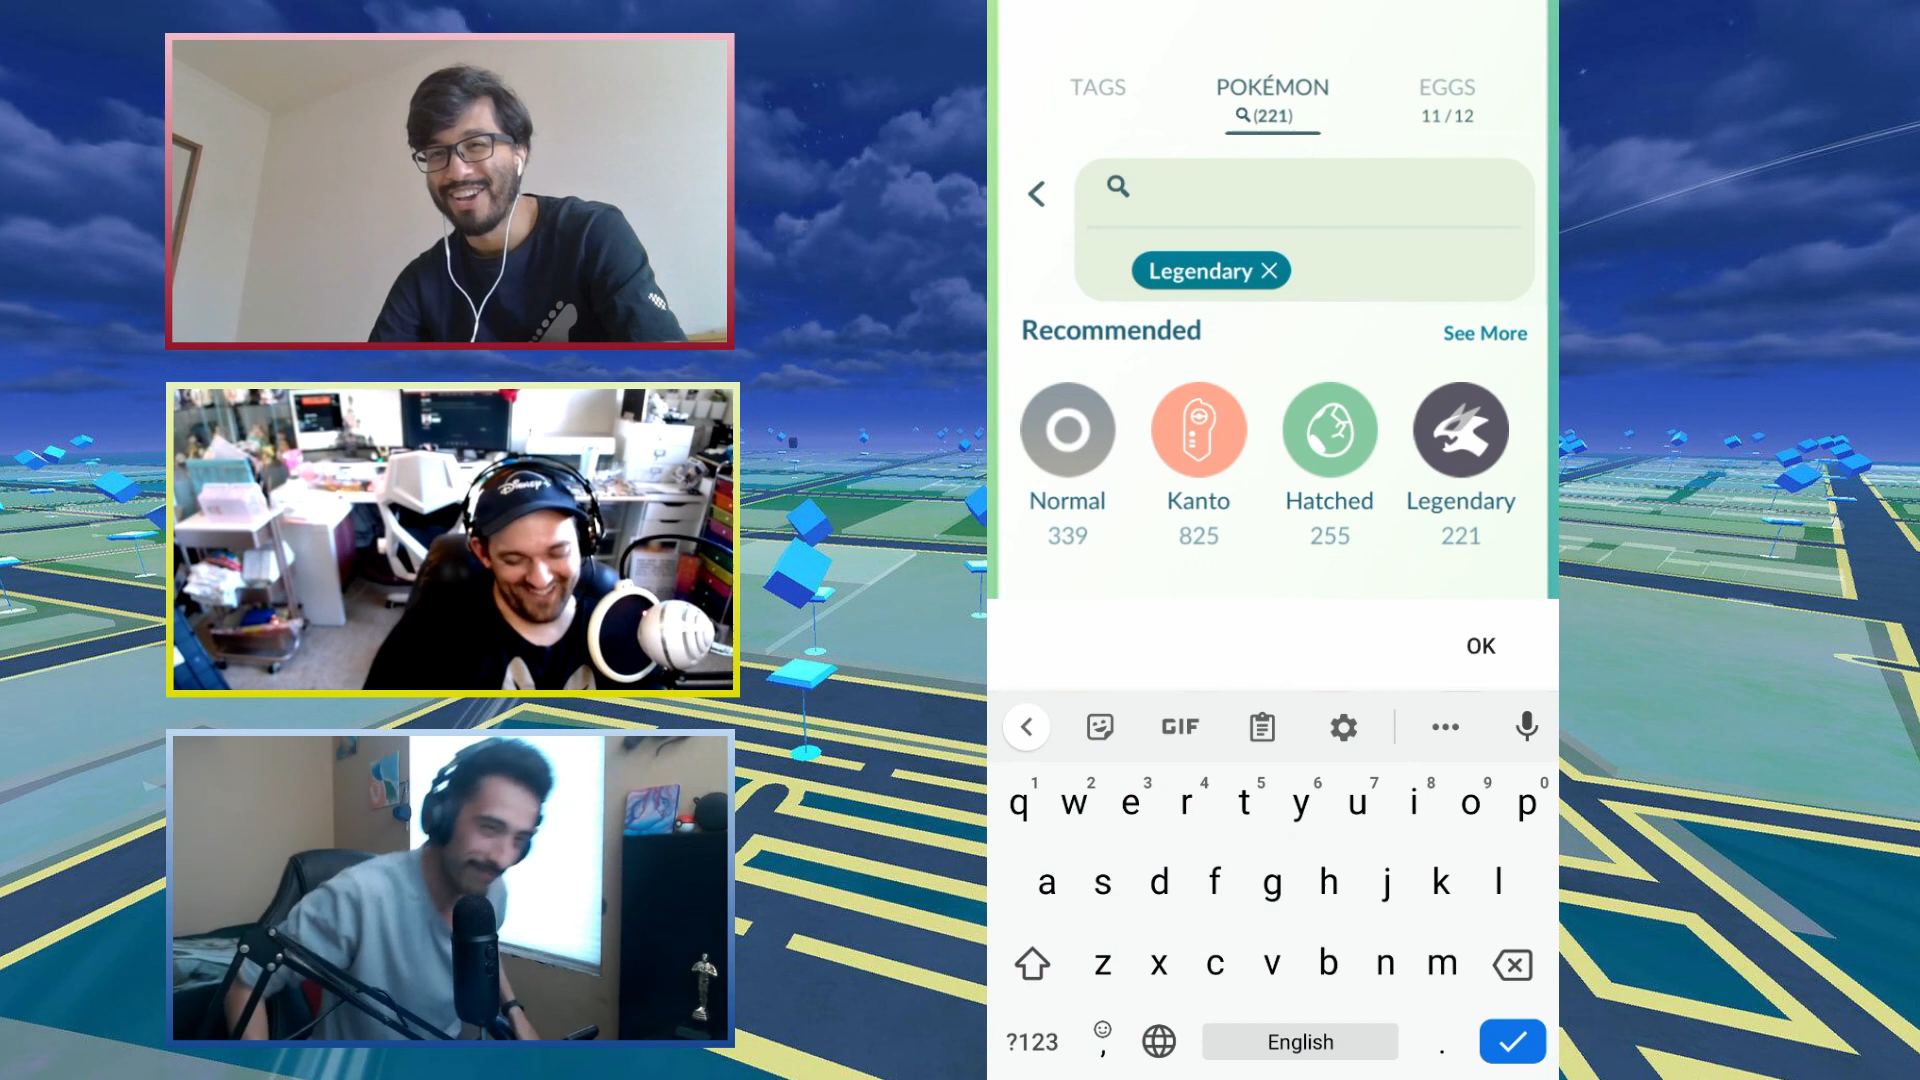 Disney
TAGS
POKÉMON
(221)
EGGS
11 / 12
Legendary
Recommended
See More
Normal
339
Kanto
825
Hatched
255
Legendary
221
OK
GIF
q 1 w 2 e 3 r 4 t 5 y 6 u 7 i 8 o 9 p 0
a s d f g h j k l
z x c v b n m
?123 , English .